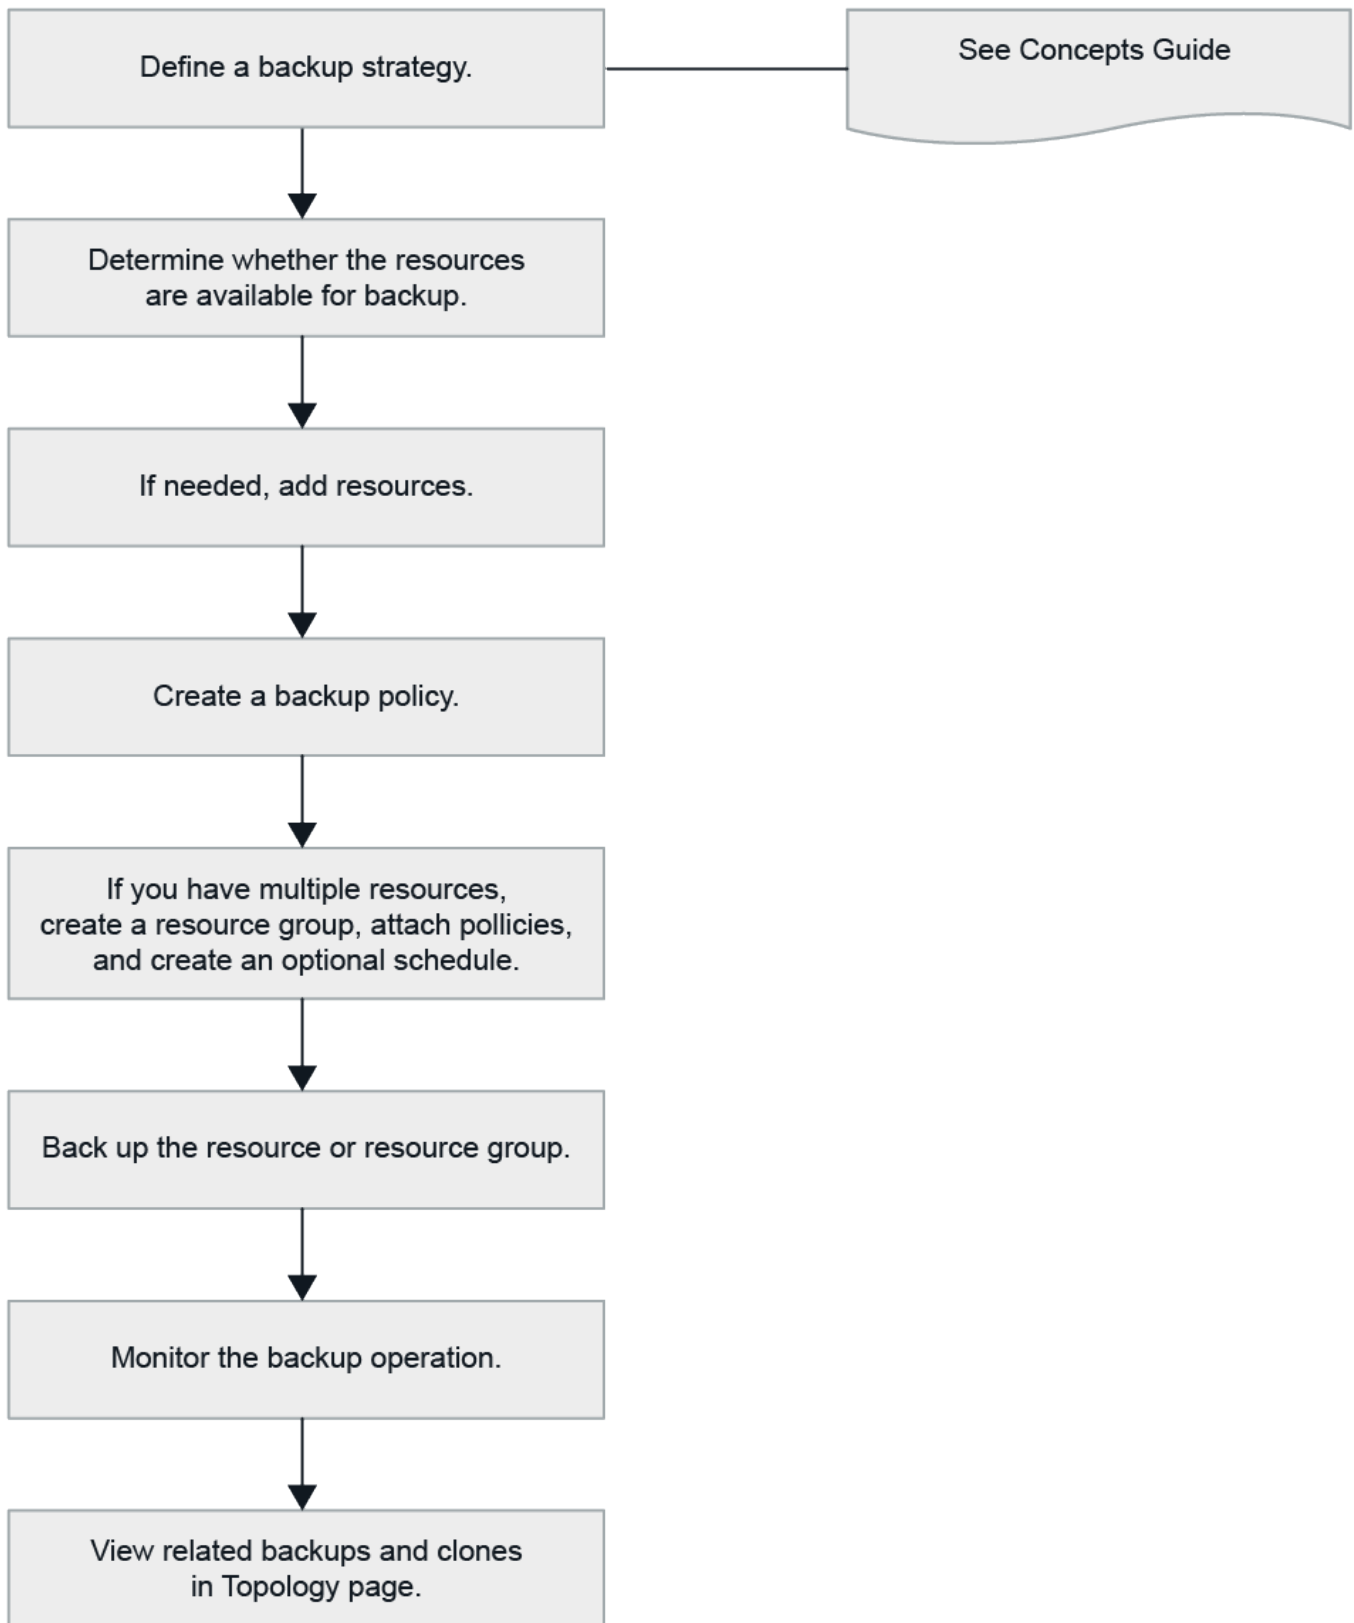 Define a backup strategy.
See Concepts Guide
Determine whether the resources
are available for backup.
If needed, add resources.
Create a backup policy.
If you have multiple resources,
create a resource group, attach pollicies,
and create an optional schedule.
Back up the resource or resource group.
Monitor the backup operation.
View related backups and clones
in Topology page.